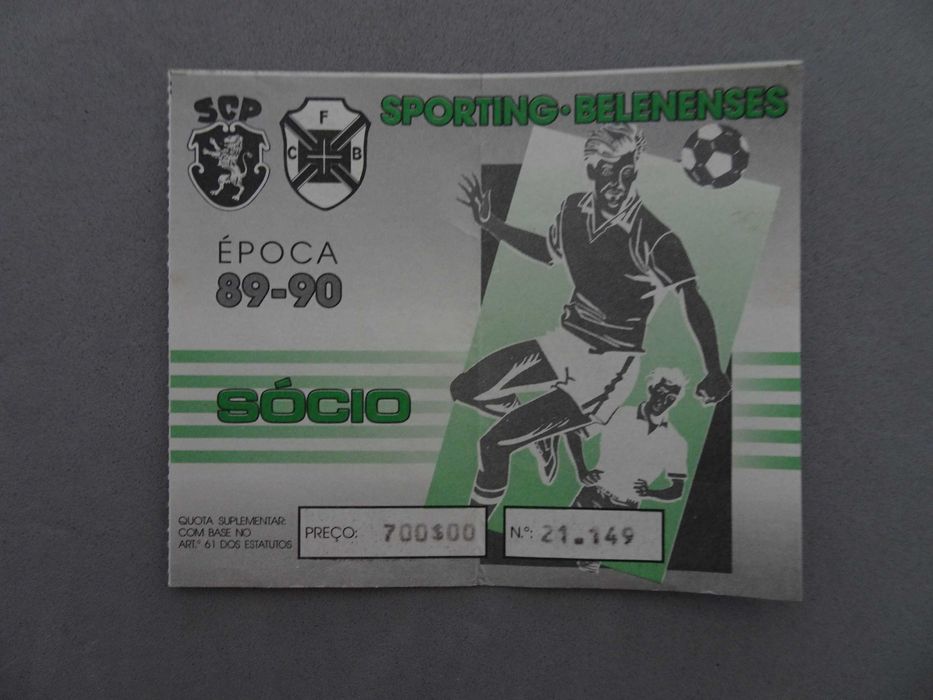 SCP
SPORTING•BELENENSES
F
C B
ÉPOCA
89-90
SÓCIO
QUOTA SUPLEMENTAR:
COM BASE NO
ART.º 61 DOS ESTATUTOS
PREÇO: 700$00
N.º: 21.149